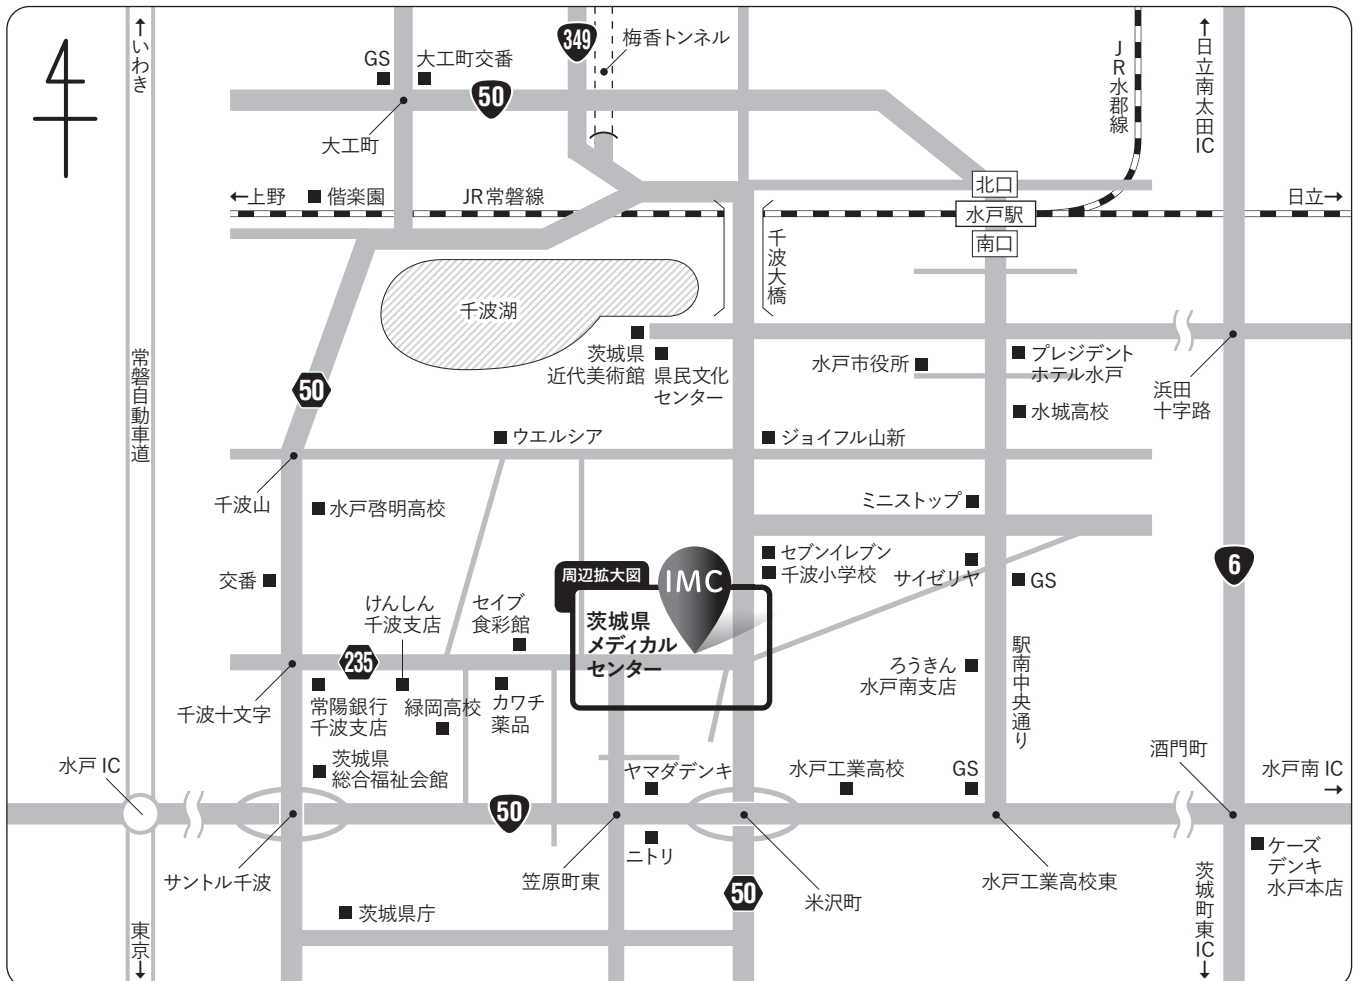 ↑いわき
GS
大工町交番
349
梅香トンネル
50
大工町
JR水郡線
↑日立南太田IC
←上野
偕楽園
JR常磐線
北口
水戸駅
南口
日立→
千波大橋
千波湖
茨城県
近代美術館
県民文化
センター
水戸市役所
プレジデント
ホテル水戸
水城高校
浜田
十字路
50
常磐自動車道
ウエルシア
ジョイフル山新
千波山
水戸啓明高校
ミニストップ
セブンイレブン
千波小学校
サイゼリヤ
GS
6
交番
けんしん
千波支店
セイブ
食彩館
周辺拡大図
IMC
茨城県
メディカル
センター
235
千波十文字
常陽銀行
千波支店
緑岡高校
カワチ
薬品
ろうきん
水戸南支店
駅南中央通り
茨城県
総合福祉会館
水戸 IC
ヤマダデンキ
水戸工業高校
GS
酒門町
水戸南 IC
→
50
ニトリ
サントル千波
笠原町東
50
米沢町
水戸工業高校東
ケーズ
デンキ
水戸本店
茨城県庁
東京↓
茨城町東IC↓